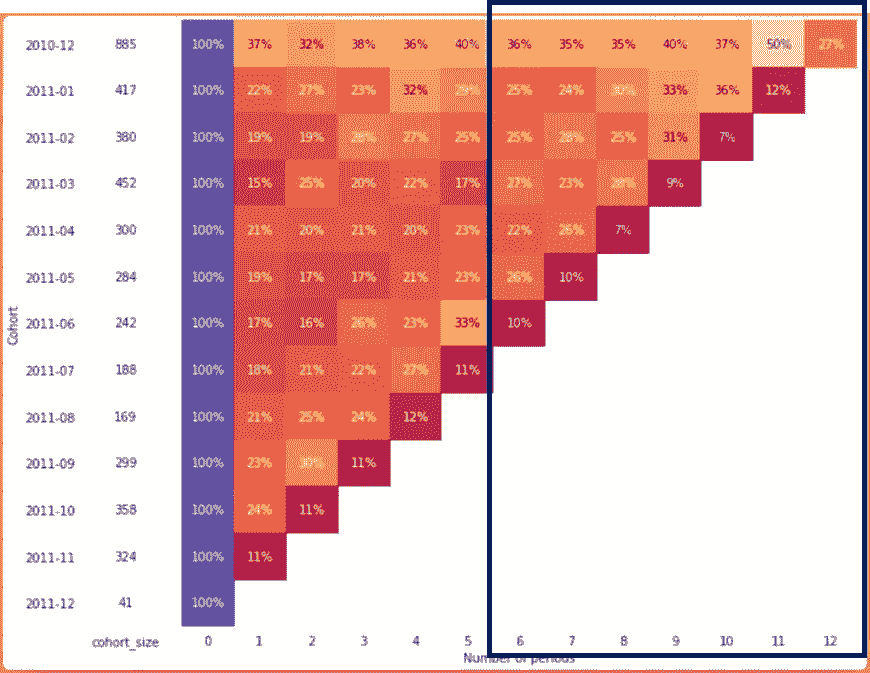 2010-12 885 100% 37% 32% 38% 36% 40% 36% 35% 35% 40% 37% 50% 27%
2011-01 417 100% 22% 27% 23% 32% 29% 25% 24% 30% 33% 36% 12%
2011-02 380 100% 19% 19% 28% 27% 25% 25% 28% 25% 31% 7%
2011-03 452 100% 15% 25% 20% 22% 17% 27% 23% 28% 9%
2011-04 300 100% 21% 20% 21% 20% 23% 22% 26% 7%
2011-05 284 100% 19% 17% 17% 21% 23% 26% 10%
2011-06 242 100% 17% 16% 26% 23% 33% 10%
2011-07 188 100% 18% 21% 22% 27% 11%
2011-08 169 100% 21% 25% 24% 12%
2011-09 299 100% 23% 30% 11%
2011-10 358 100% 24% 11%
2011-11 324 100% 11%
2011-12 41 100%
Cohort
cohort_size 0 1 2 3 4 5 6 7 8 9 10 11 12
Number of periods